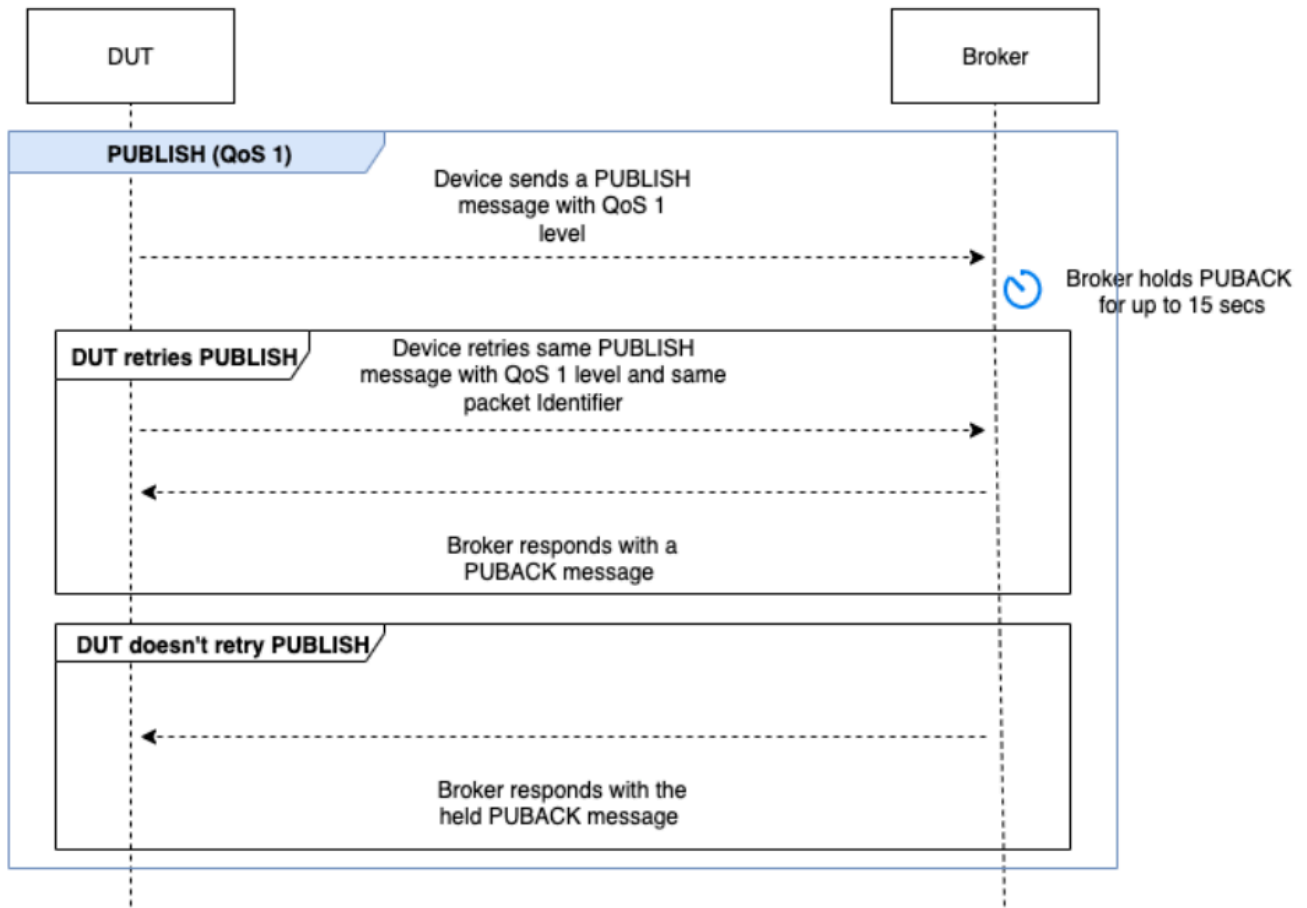 DUT
Broker
PUBLISH (QoS 1)
Device sends a PUBLISH
message with QoS 1
level
Broker holds PUBACK
for up to 15 secs
DUT retries PUBLISH
Device retries same PUBLISH
message with QoS 1 level and same
packet Identifier
Broker responds with a
PUBACK message
DUT doesn't retry PUBLISH
Broker responds with the
held PUBACK message